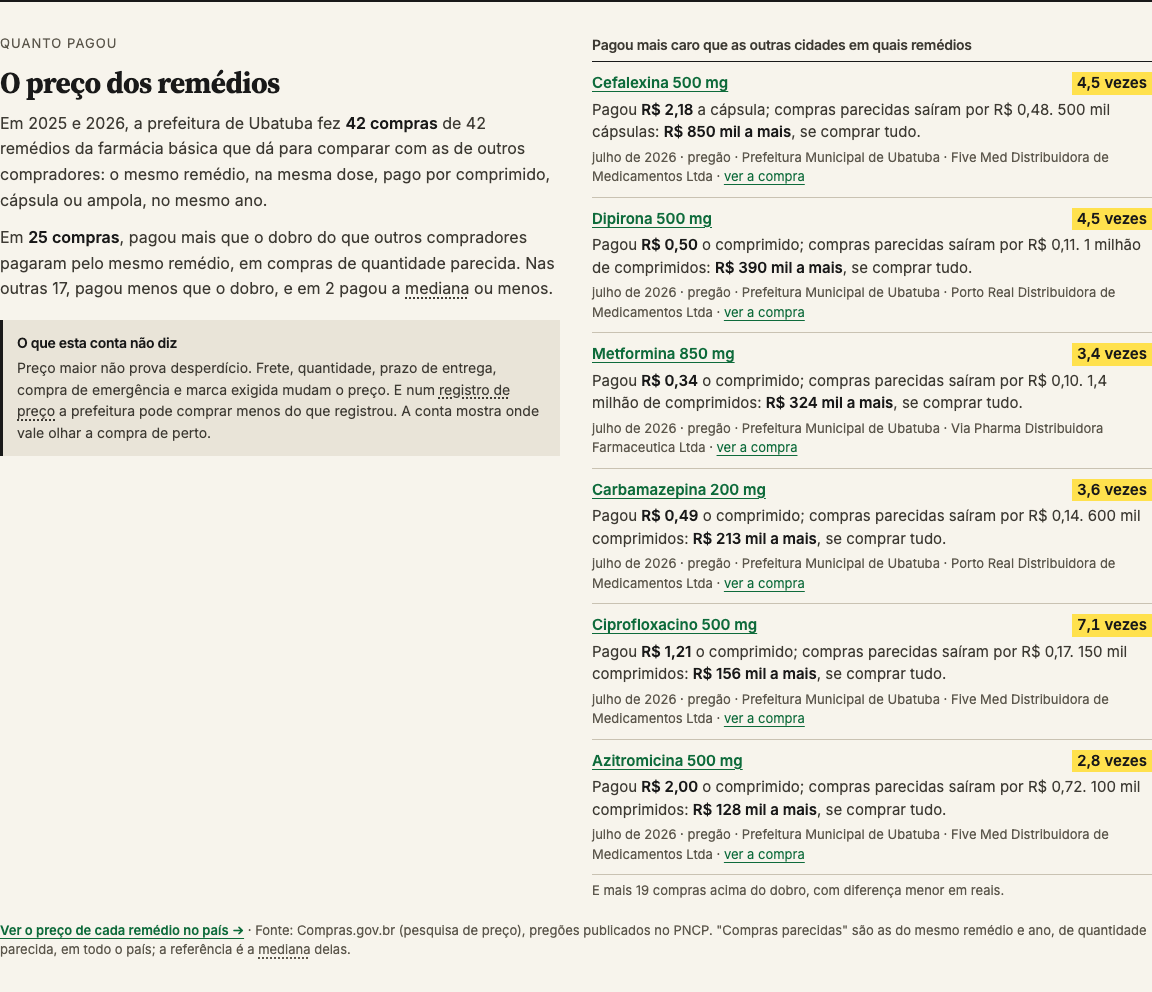 QUANTO PAGOU
O preço dos remédios
Em 2025 e 2026, a prefeitura de Ubatuba fez 42 compras de 42
remédios da farmácia básica que dá para comparar com as de outros
compradores: o mesmo remédio, na mesma dose, pago por comprimido,
cápsula ou ampola, no mesmo ano.
Em 25 compras, pagou mais que o dobro do que outros compradores
pagaram pelo mesmo remédio, em compras de quantidade parecida. Nas
outras 17, pagou menos que o dobro, e em 2 pagou a mediana ou menos.
O que esta conta não diz
Preço maior não prova desperdício. Frete, quantidade, prazo de entrega,
compra de emergência e marca exigida mudam o preço. E num registro de
preço a prefeitura pode comprar menos do que registrou. A conta mostra onde
vale olhar a compra de perto.
Pagou mais caro que as outras cidades em quais remédios
Cefalexina 500 mg 4,5 vezes
Pagou R$ 2,18 a cápsula; compras parecidas saíram por R$ 0,48. 500 mil
cápsulas: R$ 850 mil a mais, se comprar tudo.
julho de 2026 · pregão · Prefeitura Municipal de Ubatuba · Five Med Distribuidora de
Medicamentos Ltda · ver a compra
Dipirona 500 mg 4,5 vezes
Pagou R$ 0,50 o comprimido; compras parecidas saíram por R$ 0,11. 1 milhão
de comprimidos: R$ 390 mil a mais, se comprar tudo.
julho de 2026 · pregão · Prefeitura Municipal de Ubatuba · Porto Real Distribuidora de
Medicamentos Ltda · ver a compra
Metformina 850 mg 3,4 vezes
Pagou R$ 0,34 o comprimido; compras parecidas saíram por R$ 0,10. 1,4
milhão de comprimidos: R$ 324 mil a mais, se comprar tudo.
julho de 2026 · pregão · Prefeitura Municipal de Ubatuba · Via Pharma Distribuidora
Farmaceutica Ltda · ver a compra
Carbamazepina 200 mg 3,6 vezes
Pagou R$ 0,49 o comprimido; compras parecidas saíram por R$ 0,14. 600 mil
comprimidos: R$ 213 mil a mais, se comprar tudo.
julho de 2026 · pregão · Prefeitura Municipal de Ubatuba · Porto Real Distribuidora de
Medicamentos Ltda · ver a compra
Ciprofloxacino 500 mg 7,1 vezes
Pagou R$ 1,21 o comprimido; compras parecidas saíram por R$ 0,17. 150 mil
comprimidos: R$ 156 mil a mais, se comprar tudo.
julho de 2026 · pregão · Prefeitura Municipal de Ubatuba · Five Med Distribuidora de
Medicamentos Ltda · ver a compra
Azitromicina 500 mg 2,8 vezes
Pagou R$ 2,00 o comprimido; compras parecidas saíram por R$ 0,72. 100 mil
comprimidos: R$ 128 mil a mais, se comprar tudo.
julho de 2026 · pregão · Prefeitura Municipal de Ubatuba · Five Med Distribuidora de
Medicamentos Ltda · ver a compra
E mais 19 compras acima do dobro, com diferença menor em reais.
Ver o preço de cada remédio no país → · Fonte: Compras.gov.br (pesquisa de preço), pregões publicados no PNCP. "Compras parecidas" são as do mesmo remédio e ano, de quantidade
parecida, em todo o país; a referência é a mediana delas.